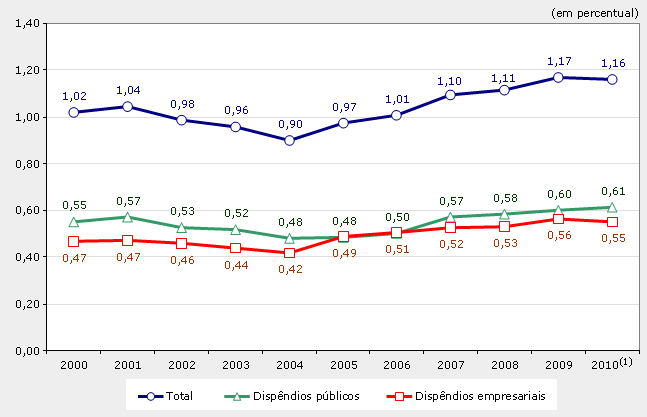 (em percentual)
1,40
1,20
1,00
0,80
0,60
0,40
0,20
0,00
1,02 1,04 0,98 0,96 0,90 0,97 1,01 1,10 1,11 1,17 1,16
0,55 0,57 0,53 0,52 0,48 0,48 0,50 0,57 0,58 0,60 0,61
0,47 0,47 0,46 0,44 0,42 0,49 0,51 0,52 0,53 0,56 0,55
2000 2001 2002 2003 2004 2005 2006 2007 2008 2009 2010(1)
Total Dispêndios públicos Dispêndios empresariais